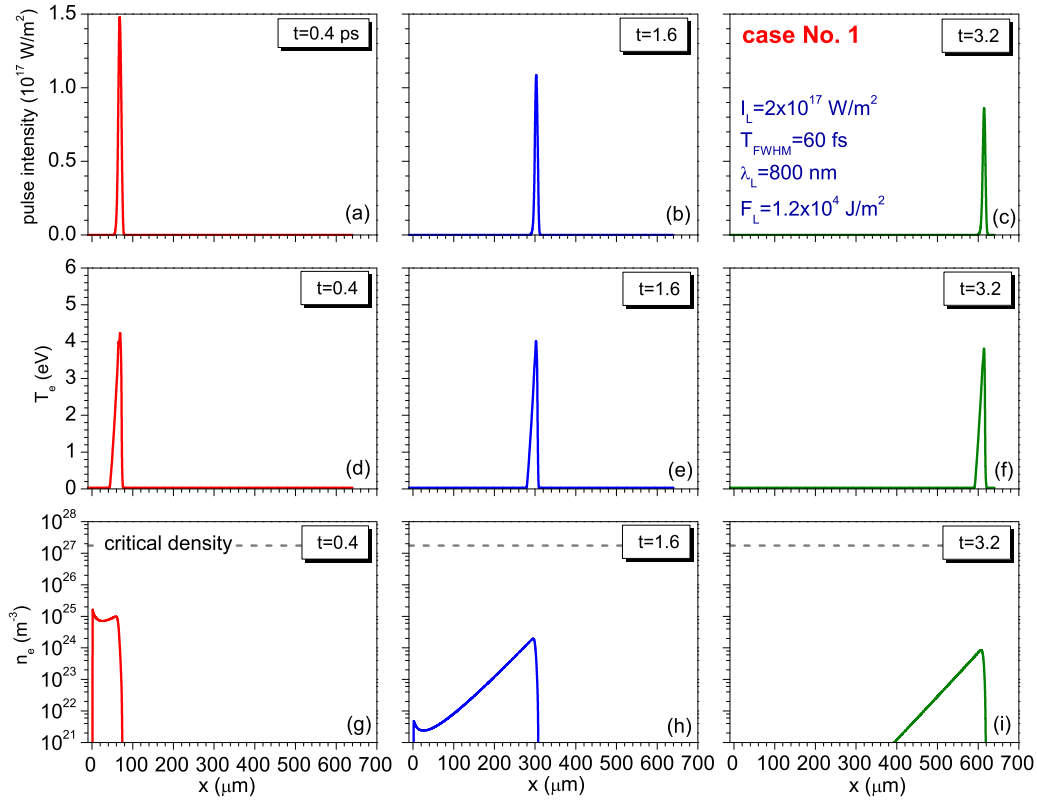 t=0.4 ps
t=1.6
case No. 1
t=3.2
I_L=2x10^17 W/m^2
T_FWHM=60 fs
λ_L=800 nm
F_L=1.2x10^4 J/m^2
pulse intensity (10^17 W/m^2)
1.5
1.0
0.5
0.0
(a)
(b)
(c)
t=0.4
t=1.6
t=3.2
T_e (eV)
6
5
4
3
2
1
0
(d)
(e)
(f)
critical density
t=0.4
t=1.6
t=3.2
n_e (m^-3)
10^28
10^27
10^26
10^25
10^24
10^23
10^22
10^21
(g)
(h)
(i)
0 100 200 300 400 500 600 700
0 100 200 300 400 500 600 700
0 100 200 300 400 500 600 700
x (μm)
x (μm)
x (μm)